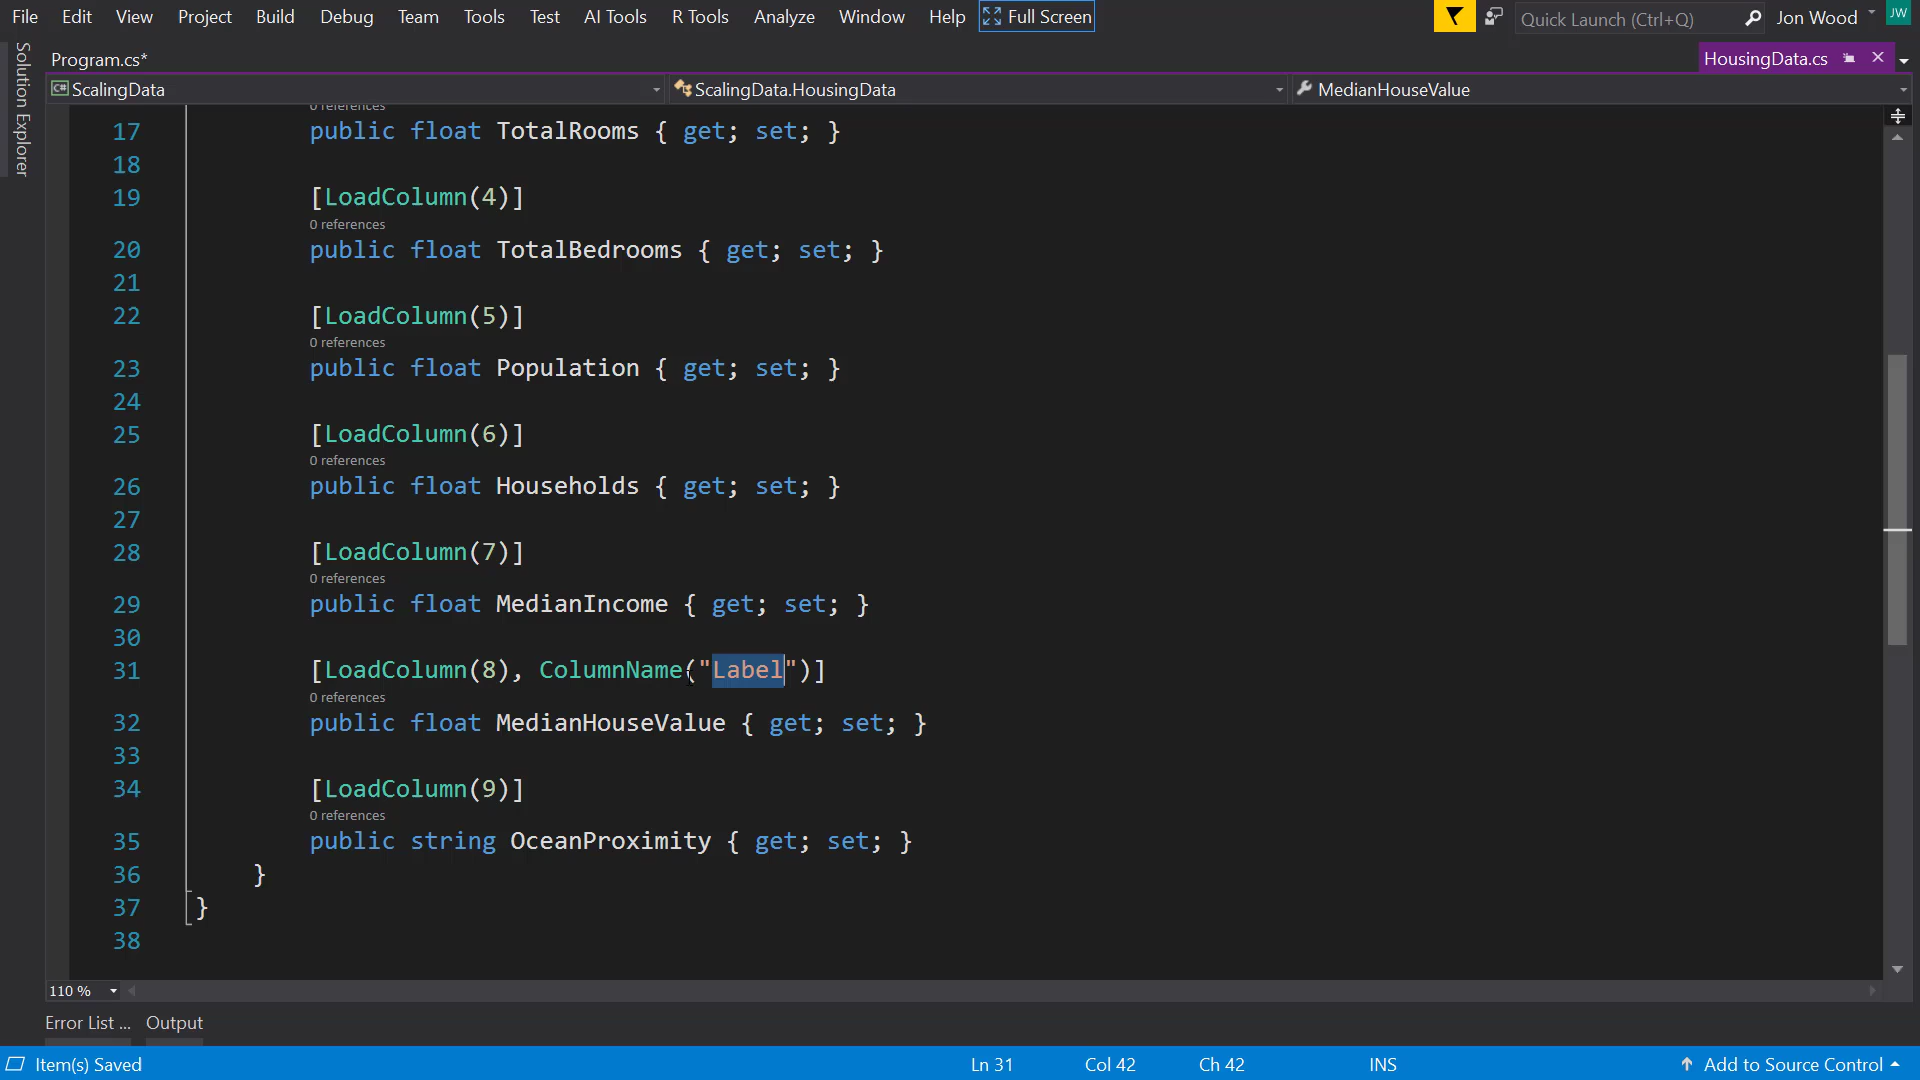 File Edit View Project Build Debug Team Tools Test AI Tools R Tools Analyze Window Help Full Screen Quick Launch (Ctrl+Q) Jon Wood JW
Solution Explorer
Program.cs* HousingData.cs
C# ScalingData ScalingData.HousingData MedianHouseValue
0 references
17 public float TotalRooms { get; set; }
18
19 [LoadColumn(4)]
0 references
20 public float TotalBedrooms { get; set; }
21
22 [LoadColumn(5)]
0 references
23 public float Population { get; set; }
24
25 [LoadColumn(6)]
0 references
26 public float Households { get; set; }
27
28 [LoadColumn(7)]
0 references
29 public float MedianIncome { get; set; }
30
31 [LoadColumn(8), ColumnName("Label")]
0 references
32 public float MedianHouseValue { get; set; }
33
34 [LoadColumn(9)]
0 references
35 public string OceanProximity { get; set; }
36 }
37 }
38
110 %
Error List ... Output
Item(s) Saved Ln 31 Col 42 Ch 42 INS Add to Source Control